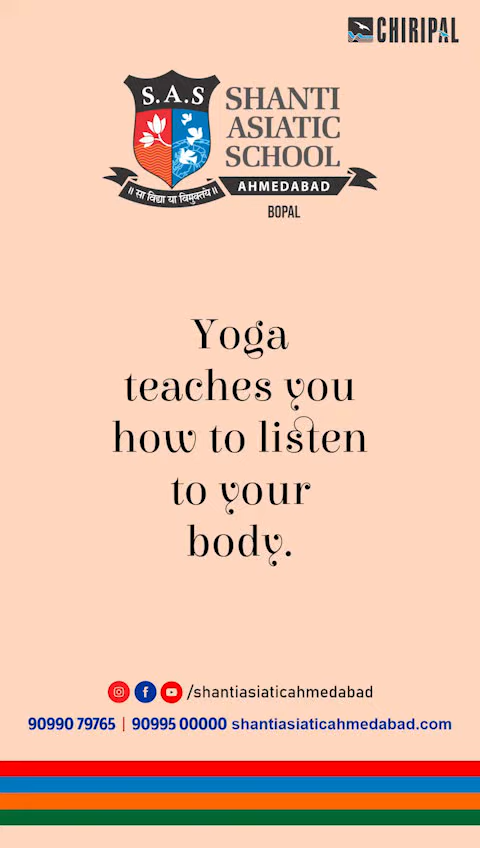 CHIRIPAL
S.A.S
SHANTI
ASIATIC
SCHOOL
AHMEDABAD
॥ सा विद्या या विमुक्तये ॥
BOPAL
Yoga
teaches you
how to listen
to your
body.
/shantiasiaticahmedabad
90990 79765 | 90995 00000 shantiasiaticahmedabad.com